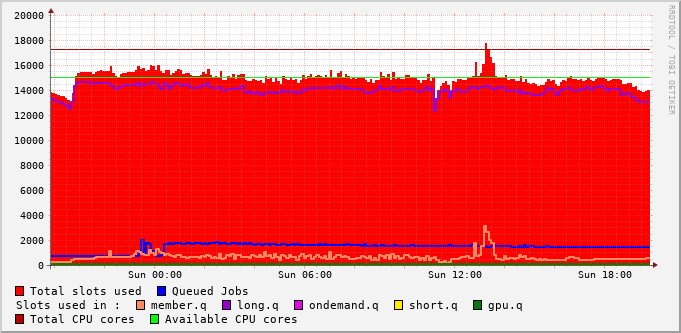 20000
18000
16000
14000
12000
10000
8000
6000
4000
2000
0
Sun 00:00 Sun 06:00 Sun 12:00 Sun 18:00
RRDTOOL / TOBI OETIKER
Total slots used Queued Jobs
Slots used in : member.q long.q ondemand.q short.q gpu.q
Total CPU cores Available CPU cores